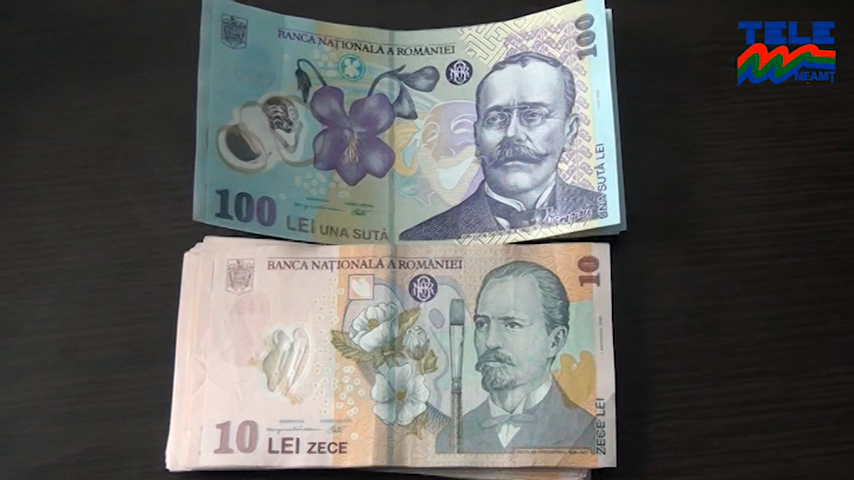 TELE
NEAMȚ
BANCA NAȚIONALĂ A ROMÂNIEI
100
100 LEI UNA SUTĂ
UNA SUTĂ LEI
BANCA NAȚIONALĂ A ROMÂNIEI
10
10 LEI ZECE
ZECE LEI